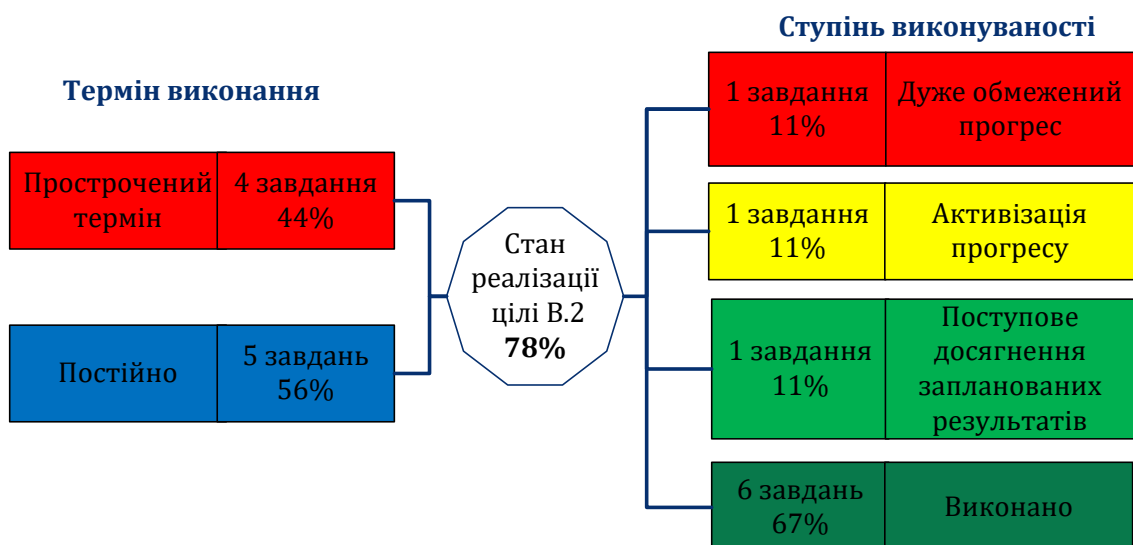 Термін виконання
Прострочений
термін
4 завдання
44%
Постійно
5 завдань
56%
Стан
реалізації
цілі В.2
78%
Ступінь виконуваності
1 завдання
11%
Дуже обмежений
прогрес
1 завдання
11%
Активізація
прогресу
1 завдання
11%
Поступове
досягнення
запланованих
результатів
6 завдань
67%
Виконано